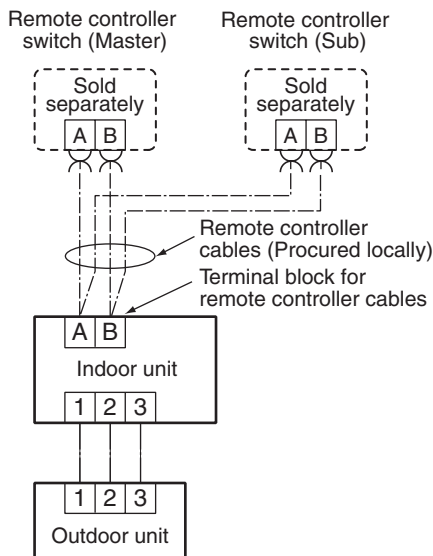 Remote controller
switch (Master)
Remote controller
switch (Sub)
Sold
separately
A B
Sold
separately
A B
Remote controller
cables (Procured locally)
Terminal block for
remote controller cables
A B
Indoor unit
1 2 3
1 2 3
Outdoor unit